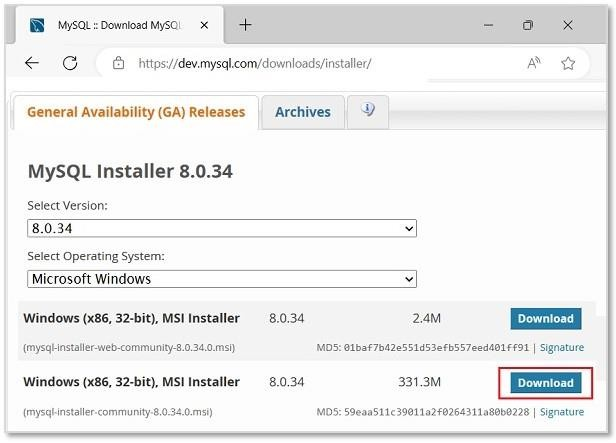 MySQL :: Download MySQL
https://dev.mysql.com/downloads/installer/
General Availability (GA) Releases
Archives
MySQL Installer 8.0.34
Select Version:
8.0.34
Select Operating System:
Microsoft Windows
Windows (x86, 32-bit), MSI Installer 8.0.34 2.4M Download
(mysql-installer-web-community-8.0.34.0.msi) MD5: 01baf7b42e551d53efb557eed401ff91 | Signature
Windows (x86, 32-bit), MSI Installer 8.0.34 331.3M Download
(mysql-installer-community-8.0.34.0.msi) MD5: 59eaa511c39011a2f0264311a80b0228 | Signature